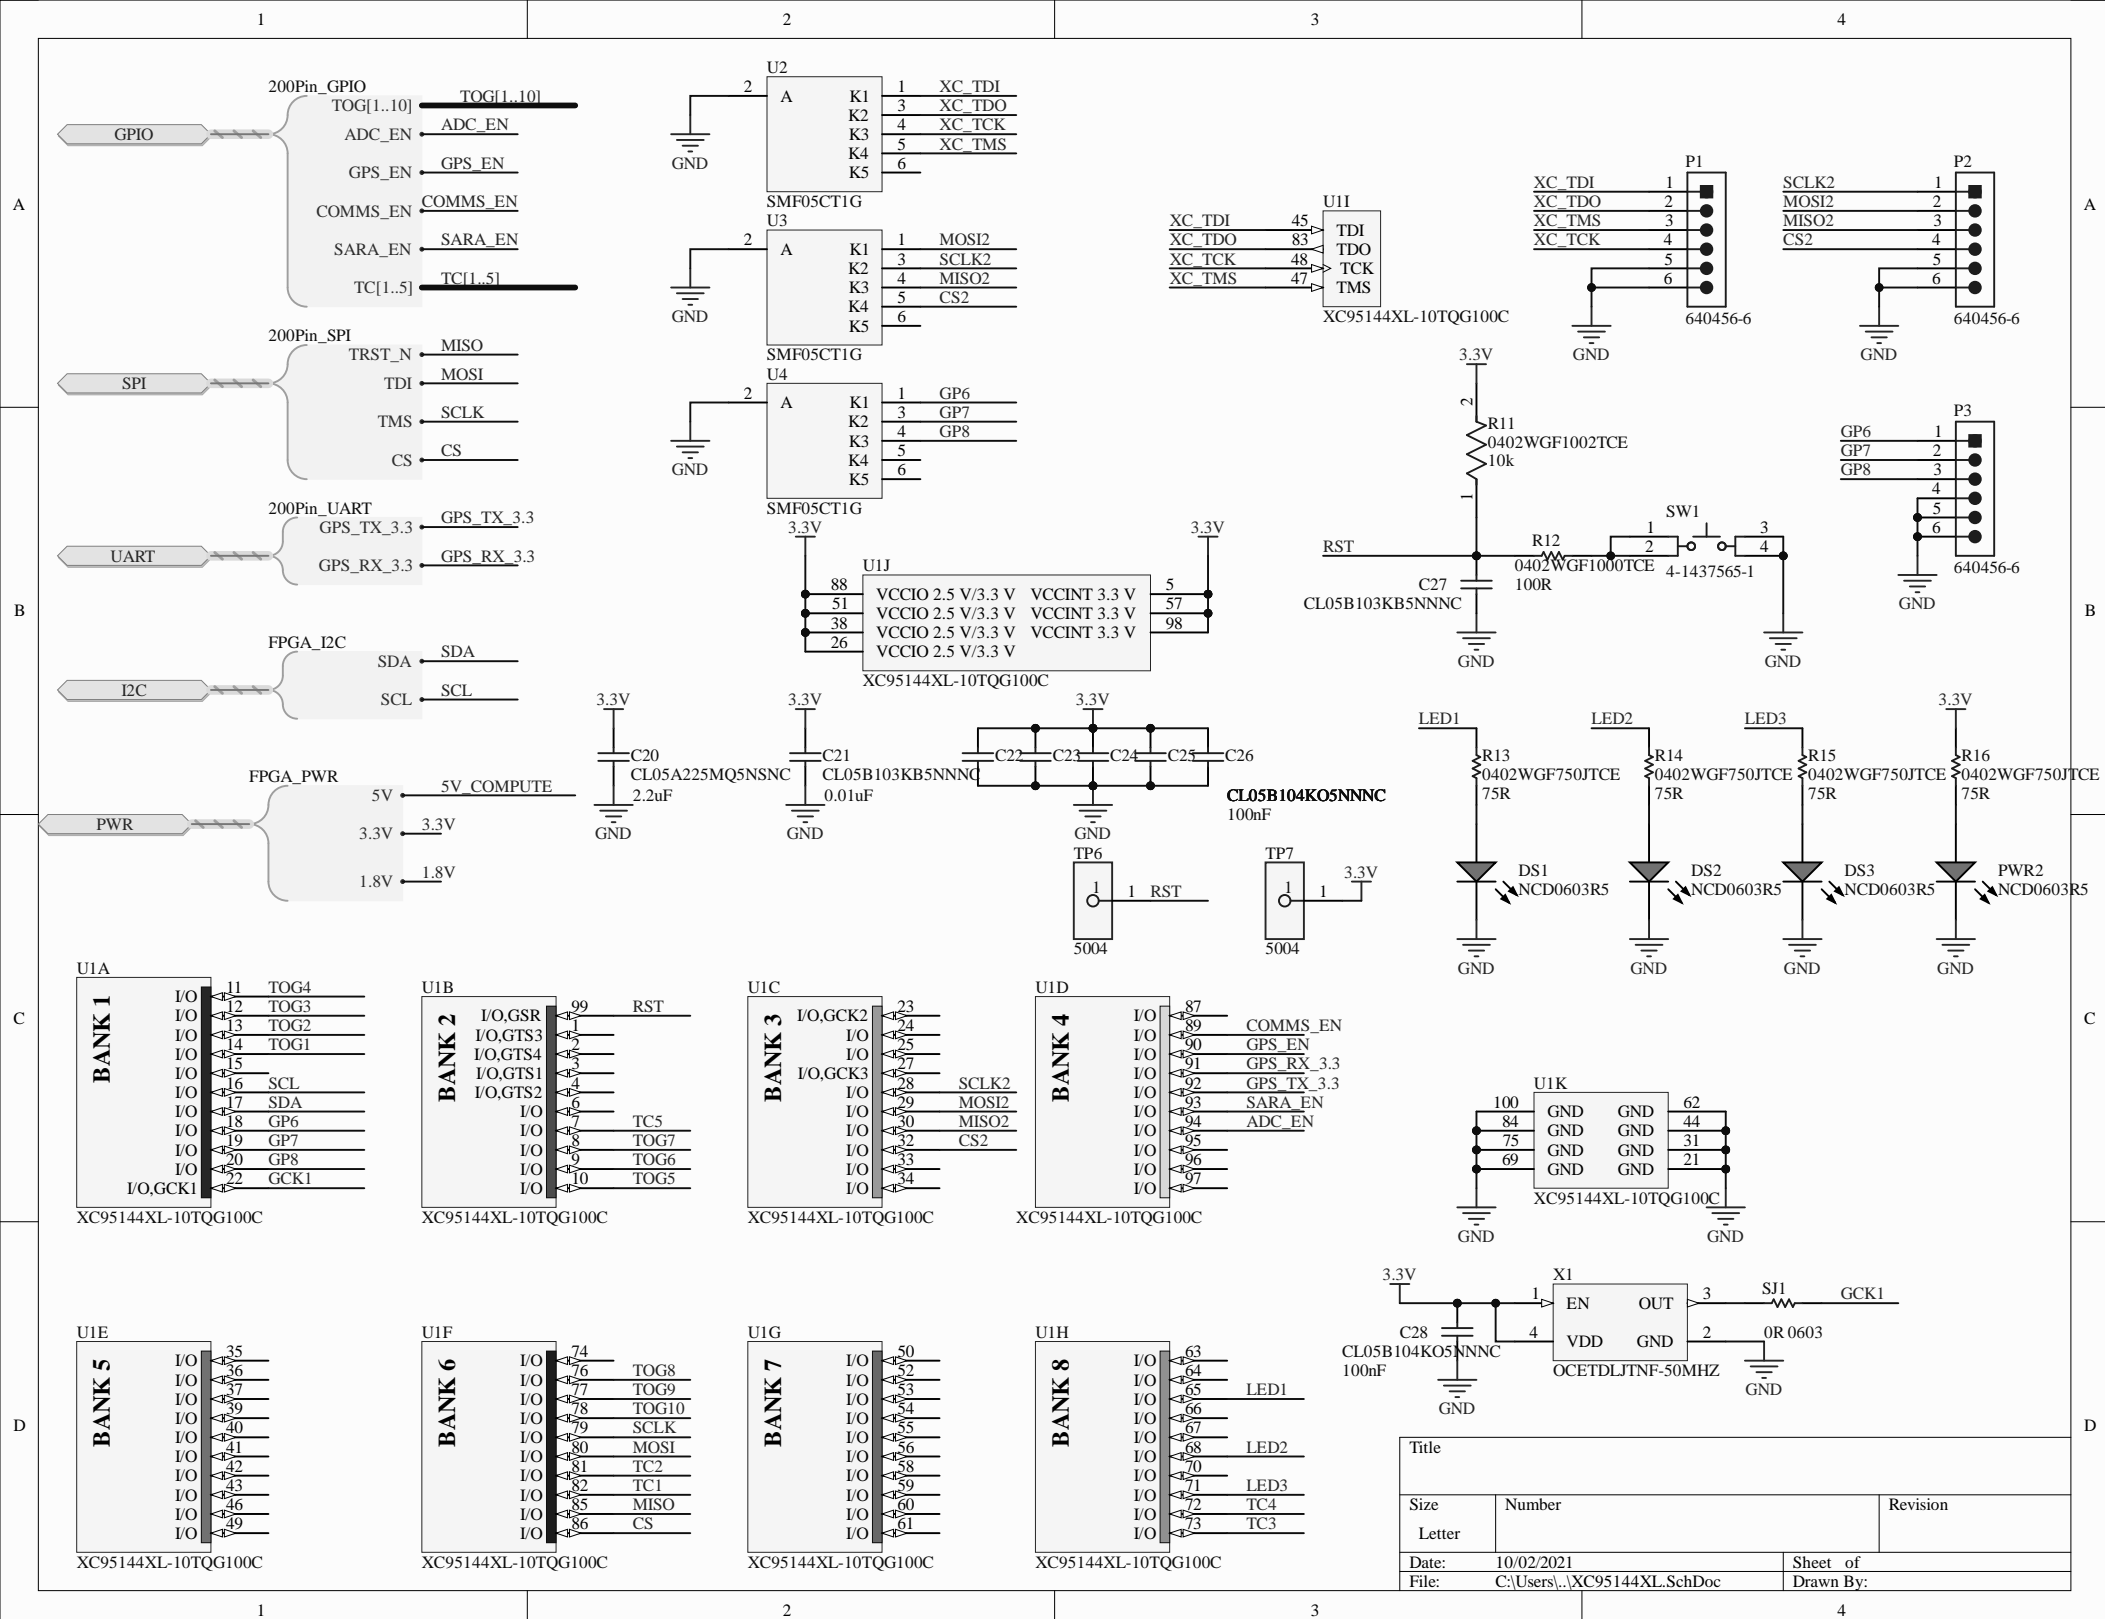 1 2 3 4
A B C D
A B C D
1 2 3 4
200Pin_GPIO
GPIO
TOG[1..10] TOG[1..10]
ADC_EN ADC_EN
GPS_EN GPS_EN
COMMS_EN COMMS_EN
SARA_EN SARA_EN
TC[1..5] TC[1..5]
200Pin_SPI
SPI
TRST_N MISO
TDI MOSI
TMS SCLK
CS CS
200Pin_UART
UART
GPS_TX_3.3 GPS_TX_3.3
GPS_RX_3.3 GPS_RX_3.3
FPGA_I2C
I2C
SDA SDA
SCL SCL
FPGA_PWR
PWR
5V 5V_COMPUTE
3.3V 3.3V
1.8V 1.8V
U2
2 A K1 1 XC_TDI
K2 3 XC_TDO
K3 4 XC_TCK
K4 5 XC_TMS
K5 6
GND
SMF05CT1G
U3
2 A K1 1 MOSI2
K2 3 SCLK2
K3 4 MISO2
K4 5 CS2
K5 6
GND
SMF05CT1G
U4
2 A K1 1 GP6
K2 3 GP7
K3 4 GP8
K4 5
K5 6
GND
SMF05CT1G
U1I
XC_TDI 45 TDI
XC_TDO 83 TDO
XC_TCK 48 TCK
XC_TMS 47 TMS
XC95144XL-10TQG100C
P1
XC_TDI 1
XC_TDO 2
XC_TMS 3
XC_TCK 4
5
6
640456-6
GND
P2
SCLK2 1
MOSI2 2
MISO2 3
CS2 4
5
6
640456-6
GND
P3
GP6 1
GP7 2
GP8 3
4
5
6
640456-6
GND
3.3V
2
R11
0402WGF1002TCE
10k
1
RST
R12
0402WGF1000TCE
100R
SW1
1 3
2 4
4-1437565-1
C27
CL05B103KB5NNNC
GND GND
3.3V 3.3V
U1J
88 VCCIO 2.5 V/3.3 V VCCINT 3.3 V 5
51 VCCIO 2.5 V/3.3 V VCCINT 3.3 V 57
38 VCCIO 2.5 V/3.3 V VCCINT 3.3 V 98
26 VCCIO 2.5 V/3.3 V
XC95144XL-10TQG100C
3.3V
C20
CL05A225MQ5NSNC
2.2uF
GND
3.3V
C21
CL05B103KB5NNNC
0.01uF
GND
3.3V
C22 C23 C24 C25 C26
CL05B104KO5NNNC
100nF
GND
LED1
R13
0402WGF750JTCE
75R
DS1
NCD0603R5
GND
LED2
R14
0402WGF750JTCE
75R
DS2
NCD0603R5
GND
LED3
R15
0402WGF750JTCE
75R
DS3
NCD0603R5
GND
3.3V
R16
0402WGF750JTCE
75R
PWR2
NCD0603R5
GND
TP6
1 1 RST
5004
TP7
1 1 3.3V
5004
U1A
BANK 1
I/O 11 TOG4
I/O 12 TOG3
I/O 13 TOG2
I/O 14 TOG1
I/O 15
I/O 16 SCL
I/O 17 SDA
I/O 18 GP6
I/O 19 GP7
I/O 20 GP8
I/O,GCK1 22 GCK1
XC95144XL-10TQG100C
U1B
BANK 2
I/O,GSR 99 RST
I/O,GTS3 1
I/O,GTS4 2
I/O,GTS1 3
I/O,GTS2 4
I/O 6
I/O 7 TC5
I/O 8 TOG7
I/O 9 TOG6
I/O 10 TOG5
XC95144XL-10TQG100C
U1C
BANK 3
I/O,GCK2 23
I/O 24
I/O 25
I/O,GCK3 27
I/O 28 SCLK2
I/O 29 MOSI2
I/O 30 MISO2
I/O 32 CS2
I/O 33
I/O 34
XC95144XL-10TQG100C
U1D
BANK 4
I/O 87
I/O 89 COMMS_EN
I/O 90 GPS_EN
I/O 91 GPS_RX_3.3
I/O 92 GPS_TX_3.3
I/O 93 SARA_EN
I/O 94 ADC_EN
I/O 95
I/O 96
I/O 97
XC95144XL-10TQG100C
U1K
100 GND GND 62
84 GND GND 44
75 GND GND 31
69 GND GND 21
XC95144XL-10TQG100C
GND GND
3.3V
X1
1 EN OUT 3
4 VDD GND 2
OCETDLJTNF-50MHZ
SJ1
0R 0603
GCK1
C28
CL05B104KO5NNNC
100nF
GND GND
U1E
BANK 5
I/O 35
I/O 36
I/O 37
I/O 39
I/O 40
I/O 41
I/O 42
I/O 43
I/O 46
I/O 49
XC95144XL-10TQG100C
U1F
BANK 6
I/O 74
I/O 76 TOG8
I/O 77 TOG9
I/O 78 TOG10
I/O 79 SCLK
I/O 80 MOSI
I/O 81 TC2
I/O 82 TC1
I/O 85 MISO
I/O 86 CS
XC95144XL-10TQG100C
U1G
BANK 7
I/O 50
I/O 52
I/O 53
I/O 54
I/O 55
I/O 56
I/O 58
I/O 59
I/O 60
I/O 61
XC95144XL-10TQG100C
U1H
BANK 8
I/O 63
I/O 64
I/O 65 LED1
I/O 66
I/O 67
I/O 68 LED2
I/O 70
I/O 71 LED3
I/O 72 TC4
I/O 73 TC3
XC95144XL-10TQG100C
Title
Size Number Revision
Letter
Date: 10/02/2021 Sheet of
File: C:\Users\..\XC95144XL.SchDoc Drawn By: